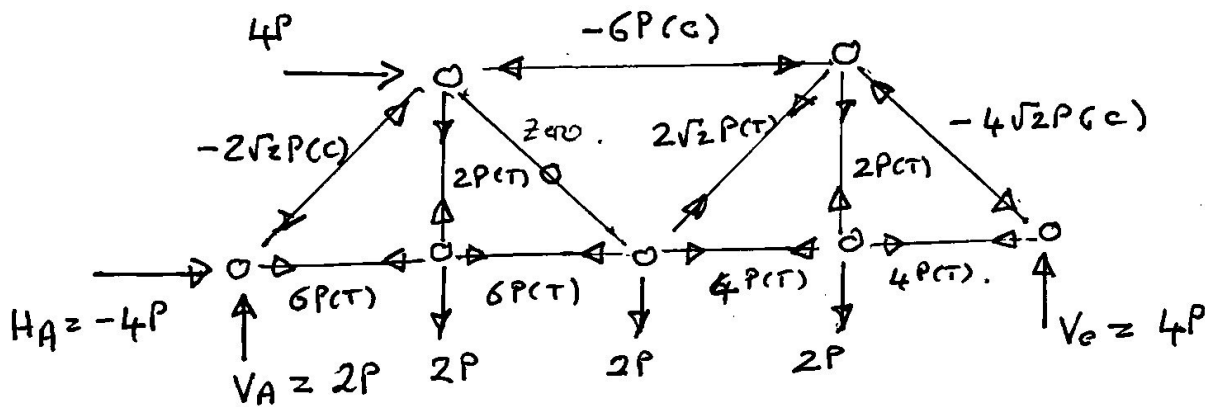 4P
-6P(C)
-2√2P(C)
Zero.
2√2P(T)
-4√2P(C)
2P(T)
2P(T)
6P(T)
6P(T)
4P(T)
4P(T).
HA = -4P
VA = 2P
2P
2P
2P
Ve = 4P